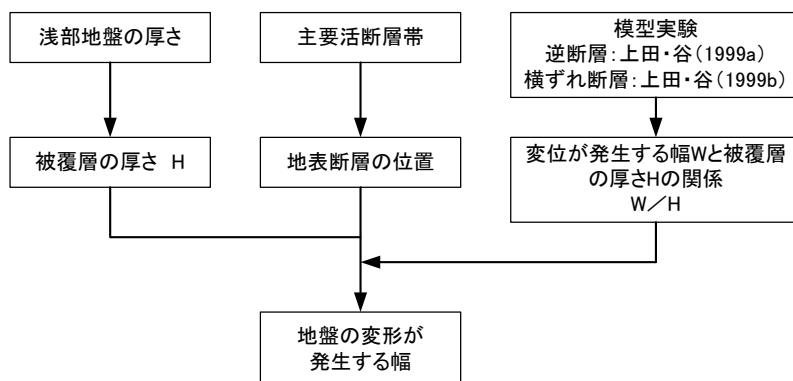 浅部地盤の厚さ
主要活断層帯
模型実験
逆断層:上田・谷(1999a)
横ずれ断層:上田・谷(1999b)
被覆層の厚さ H
地表断層の位置
変位が発生する幅Wと被覆層
の厚さHの関係
W/H
地盤の変形が
発生する幅